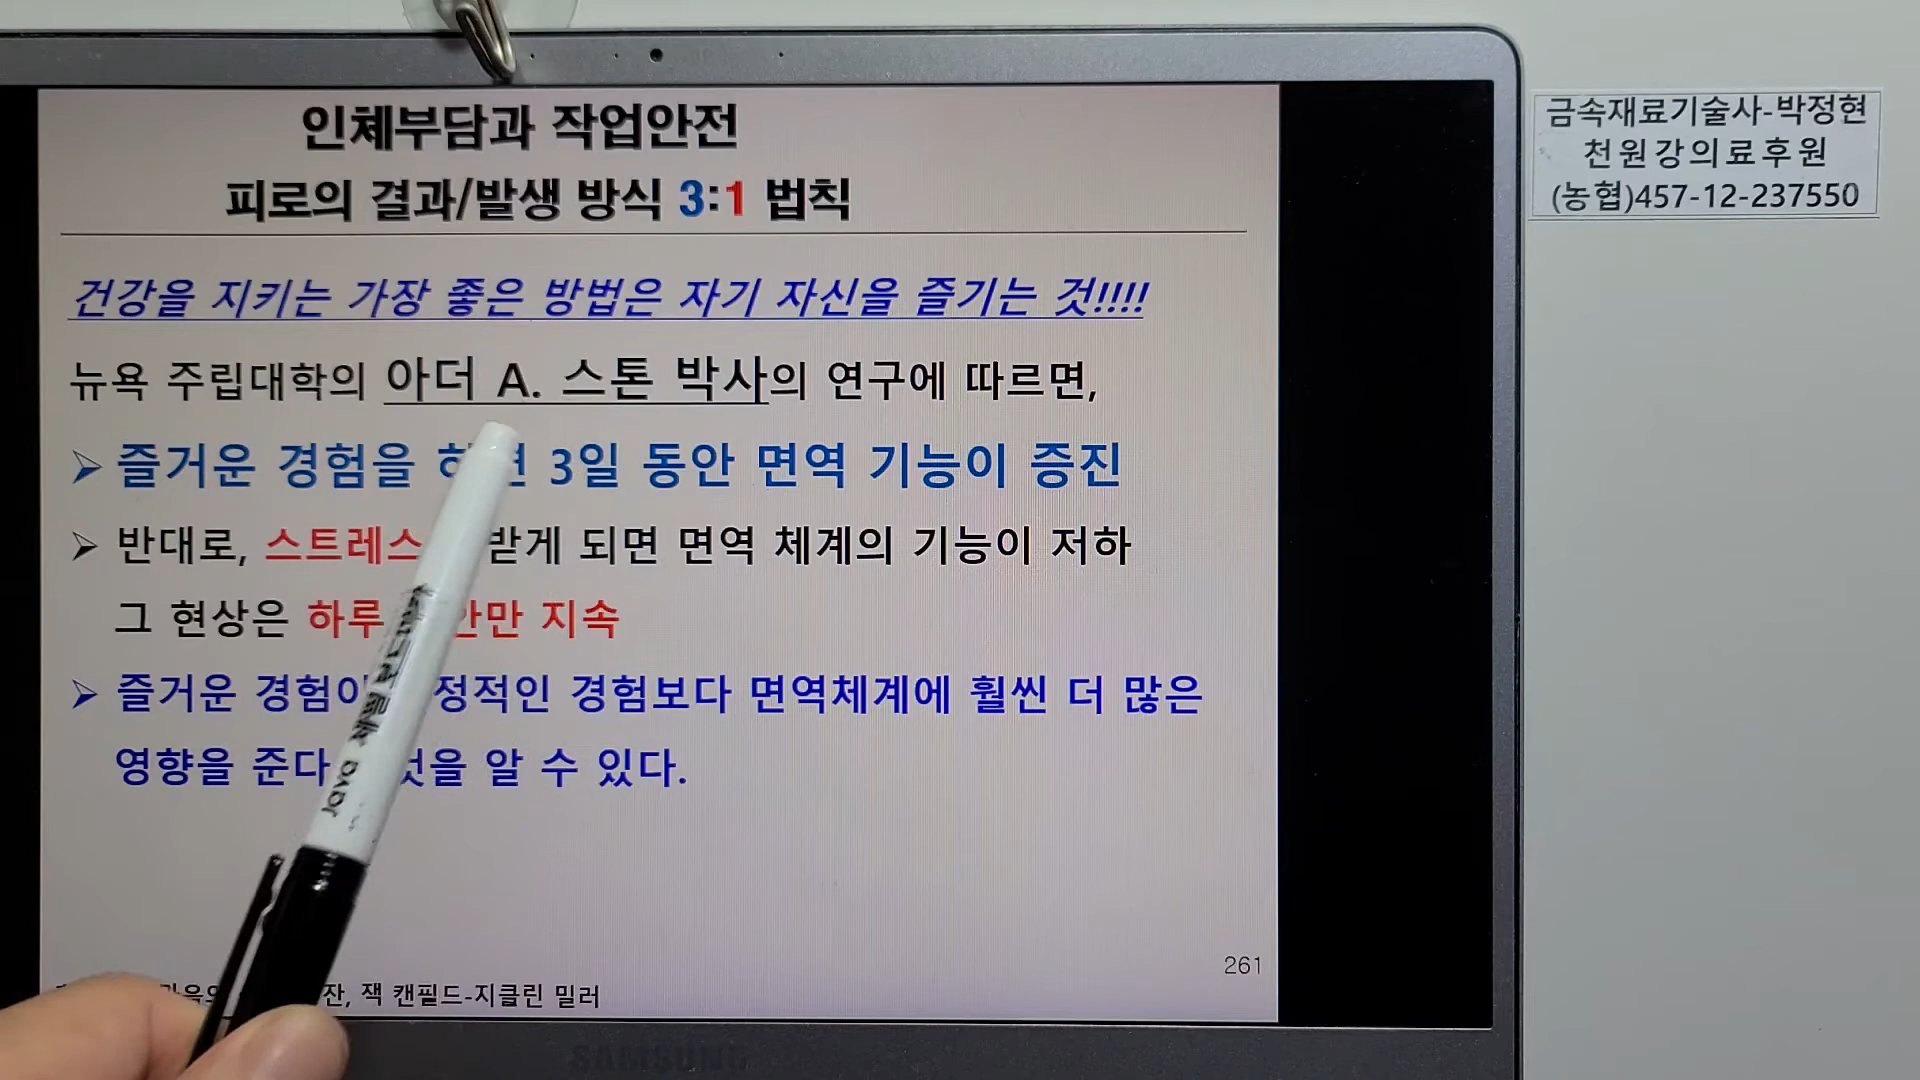 인체부담과 작업안전
피로의 결과/발생 방식 3:1 법칙
건강을 지키는 가장 좋은 방법은 자기 자신을 즐기는 것!!!!
뉴욕 주립대학의 아더 A. 스톤 박사의 연구에 따르면,
➢ 즐거운 경험을 3일 동안 면역 기능이 증진
➢ 반대로, 스트레스 받게 되면 면역 체계의 기능이 저하
그 현상은 하루 지속
➢ 즐거운 경험이 경험보다 면역체계에 훨씬 더 많은
영향을 준다 알 수 있다.
261
잭 캔필드-지클린 밀러
SAMSUNG
금속재료기술사-박정현
천원강의료후원
(농협)457-12-237550